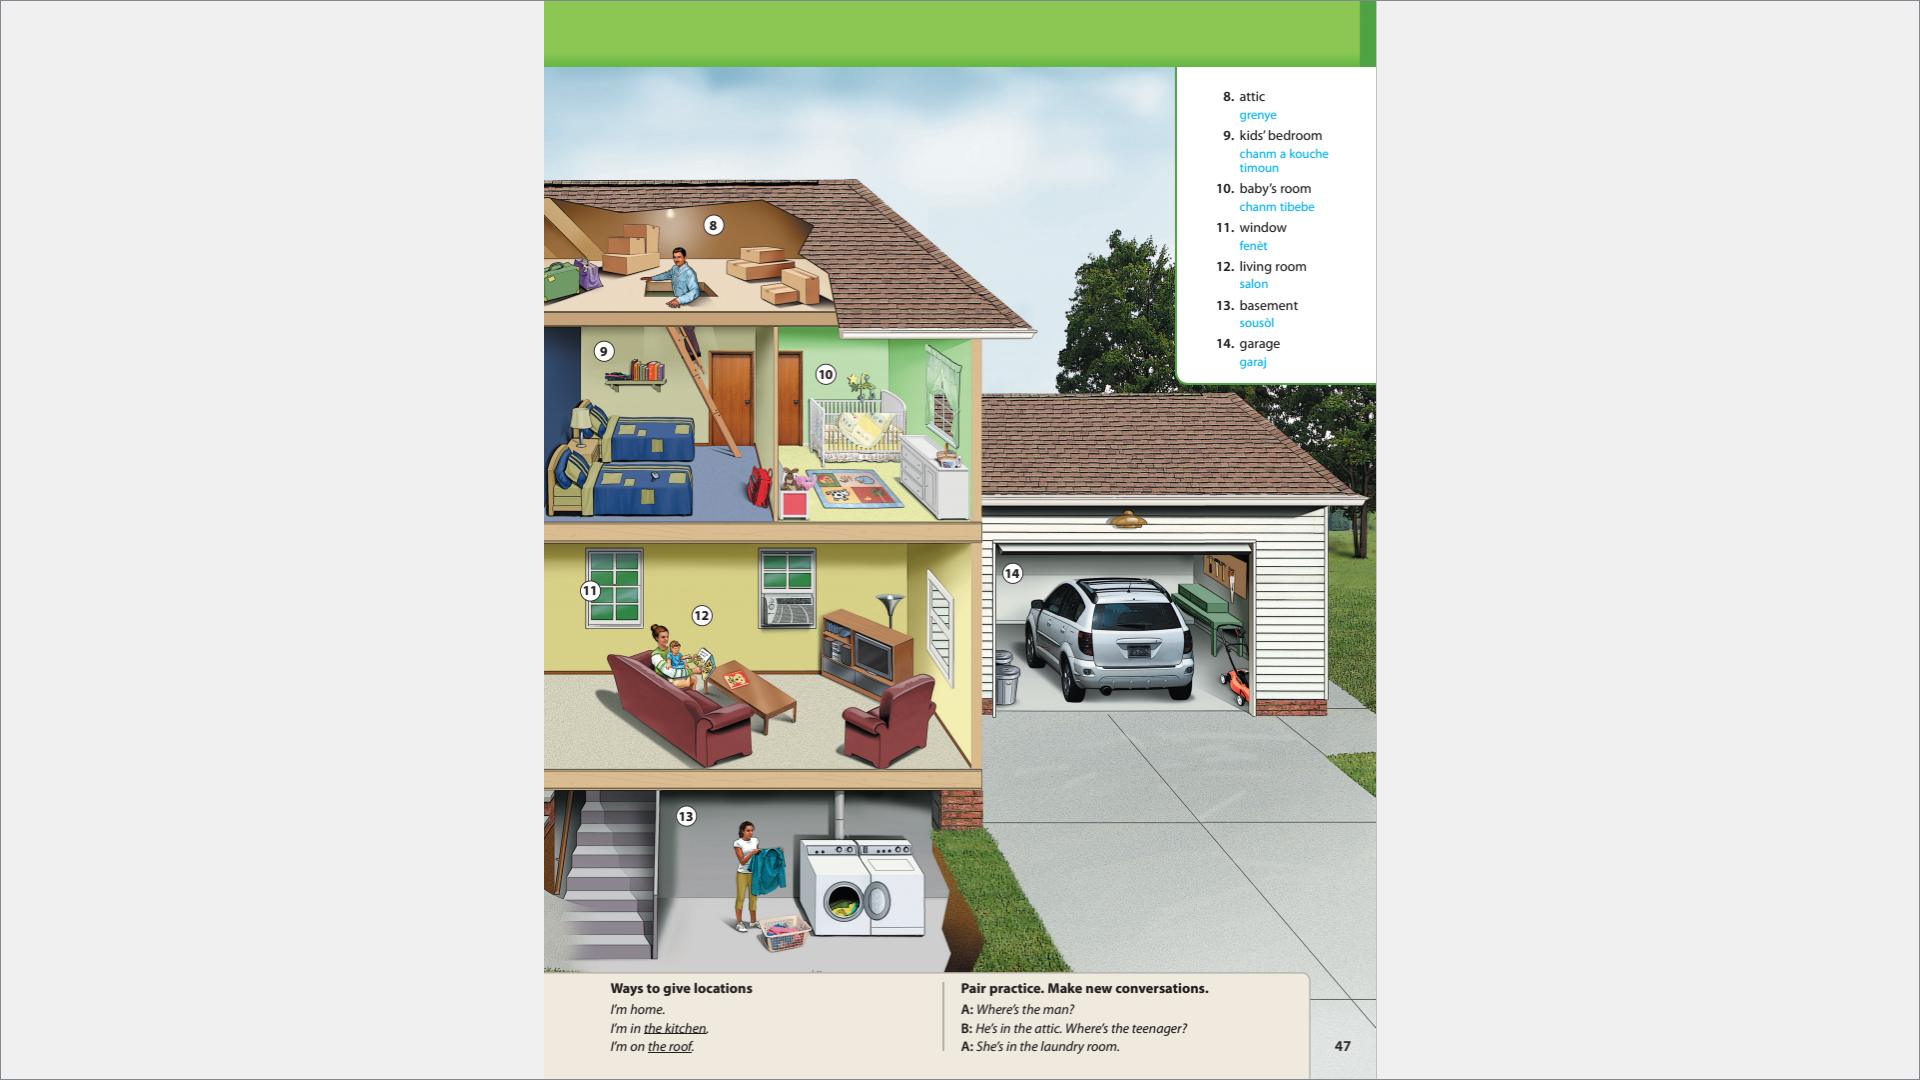 8. attic
grenye
9. kids’ bedroom
chanm a kouche
timoun
10. baby’s room
chanm tibebe
11. window
fenèt
12. living room
salon
13. basement
sousòl
14. garage
garaj
8
9
10
11
12
13
14
Ways to give locations
I’m home.
I’m in the kitchen.
I’m on the roof.
Pair practice. Make new conversations.
A: Where’s the man?
B: He’s in the attic. Where’s the teenager?
A: She’s in the laundry room.
47